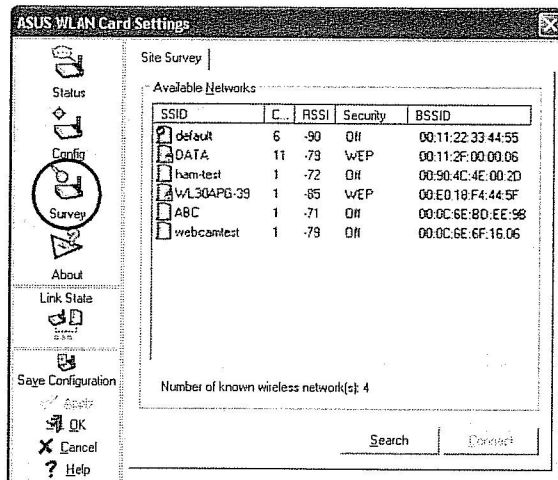 ASUS WLAN Card Settings
Status
Config
Survey
About
Link State
Save Configuration
Apply
OK
Cancel
Help
Site Survey
Available Networks
SSID C... RSSI Security BSSID
default 6 -90 Off 00:11:22:33:44:55
DATA 11 -79 WEP 00:11:2F:00:00:06
ham-test 1 -72 Off 00:90:4C:4E:00:2D
WL30APG-39 1 -85 WEP 00:E0:18:F4:44:5F
ABC 1 -71 Off 00:0C:6E:BD:EE:98
webcamtest 1 -79 Off 00:0C:6E:6F:16:06
Number of known wireless network(s): 4
Search Connect